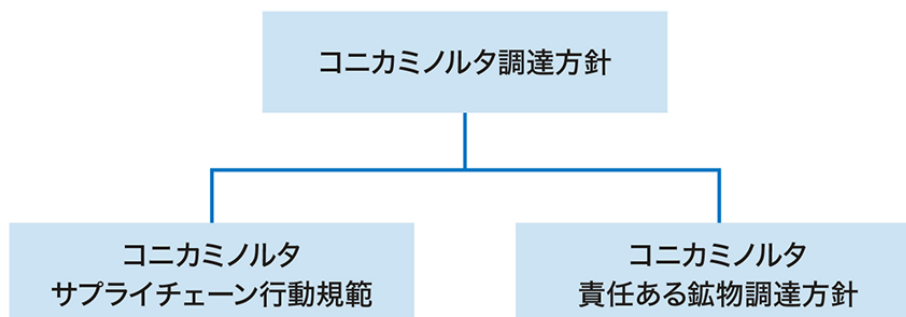 コニカミノルタ調達方針
コニカミノルタ
サプライチェーン行動規範
コニカミノルタ
責任ある鉱物調達方針